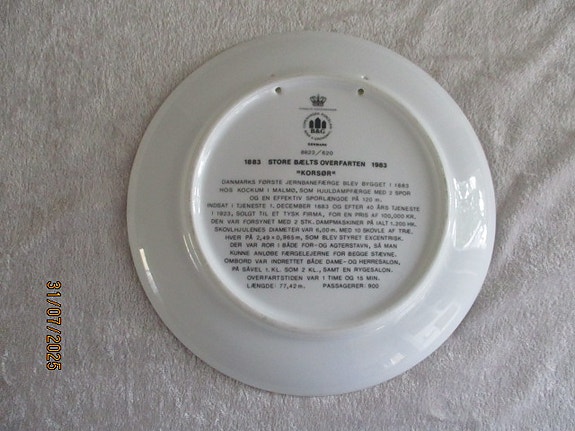 B&G
DENMARK
8822/620
1883 STORE BÆLTS OVERFARTEN 1983
"KORSØR"
DANMARKS FØRSTE JERNBANEFÆRGE BLEV BYGGET I 1883
HOS KOCKUM I MALMØ, SOM HJULDAMPFÆRGE MED 2 SPOR
OG EN EFFEKTIV SPORLÆNGDE PÅ 120 m.
INDSAT I TJENESTE 1. DECEMBER 1883 OG EFTER 40 ÅRS TJENESTE
I 1923, SOLGT TIL ET TYSK FIRMA, FOR EN PRIS AF 100,000 KR.
DEN VAR FORSYNET MED 2 STK. DAMPMASKINER PÅ IALT 1.200 HK.
SKOVLHJULENES DIAMETER VAR 6,00 m. MED 10 SKOVLE AF TRÆ,
HVER PÅ 2,49 × 0,965 m, SOM BLEV STYRET EXCENTRISK.
DER VAR ROR I BÅDE FOR- OG AGTERSTAVN, SÅ MAN
KUNNE ANLØBE FÆRGELEJERNE FOR BEGGE STÆVNE.
OMBORD VAR INDRETTET BÅDE DAME- OG HERRESALON,
PÅ SÅVEL 1. KL. SOM 2 KL., SAMT EN RYGESALON.
OVERFARTSTIDEN VAR 1 TIME OG 15 MIN.
LÆNGDE: 77,42 m. PASSAGERER: 900
31/07/2025